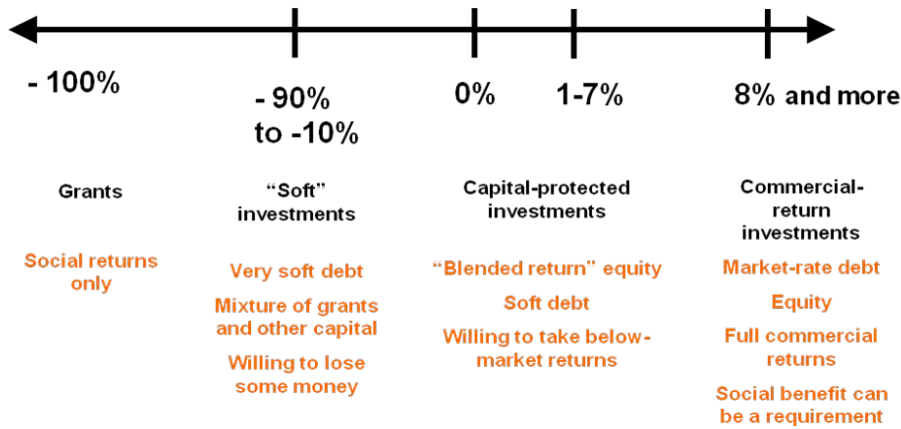 - 100%
- 90%
to -10%
0%
1-7%
8% and more
Grants
Social returns
only
“Soft”
investments
Very soft debt
Mixture of grants
and other capital
Willing to lose
some money
Capital-protected
investments
“Blended return” equity
Soft debt
Willing to take below-
market returns
Commercial-
return
investments
Market-rate debt
Equity
Full commercial
returns
Social benefit can
be a requirement